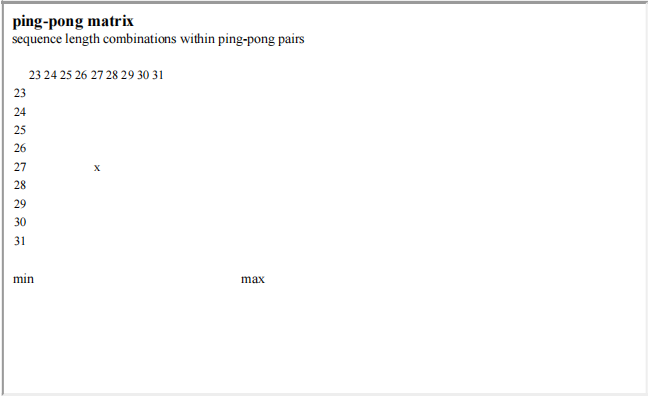 ping-pong matrix
sequence length combinations within ping-pong pairs
23 24 25 26 27 28 29 30 31
23
24
25
26
27 x
28
29
30
31
min max